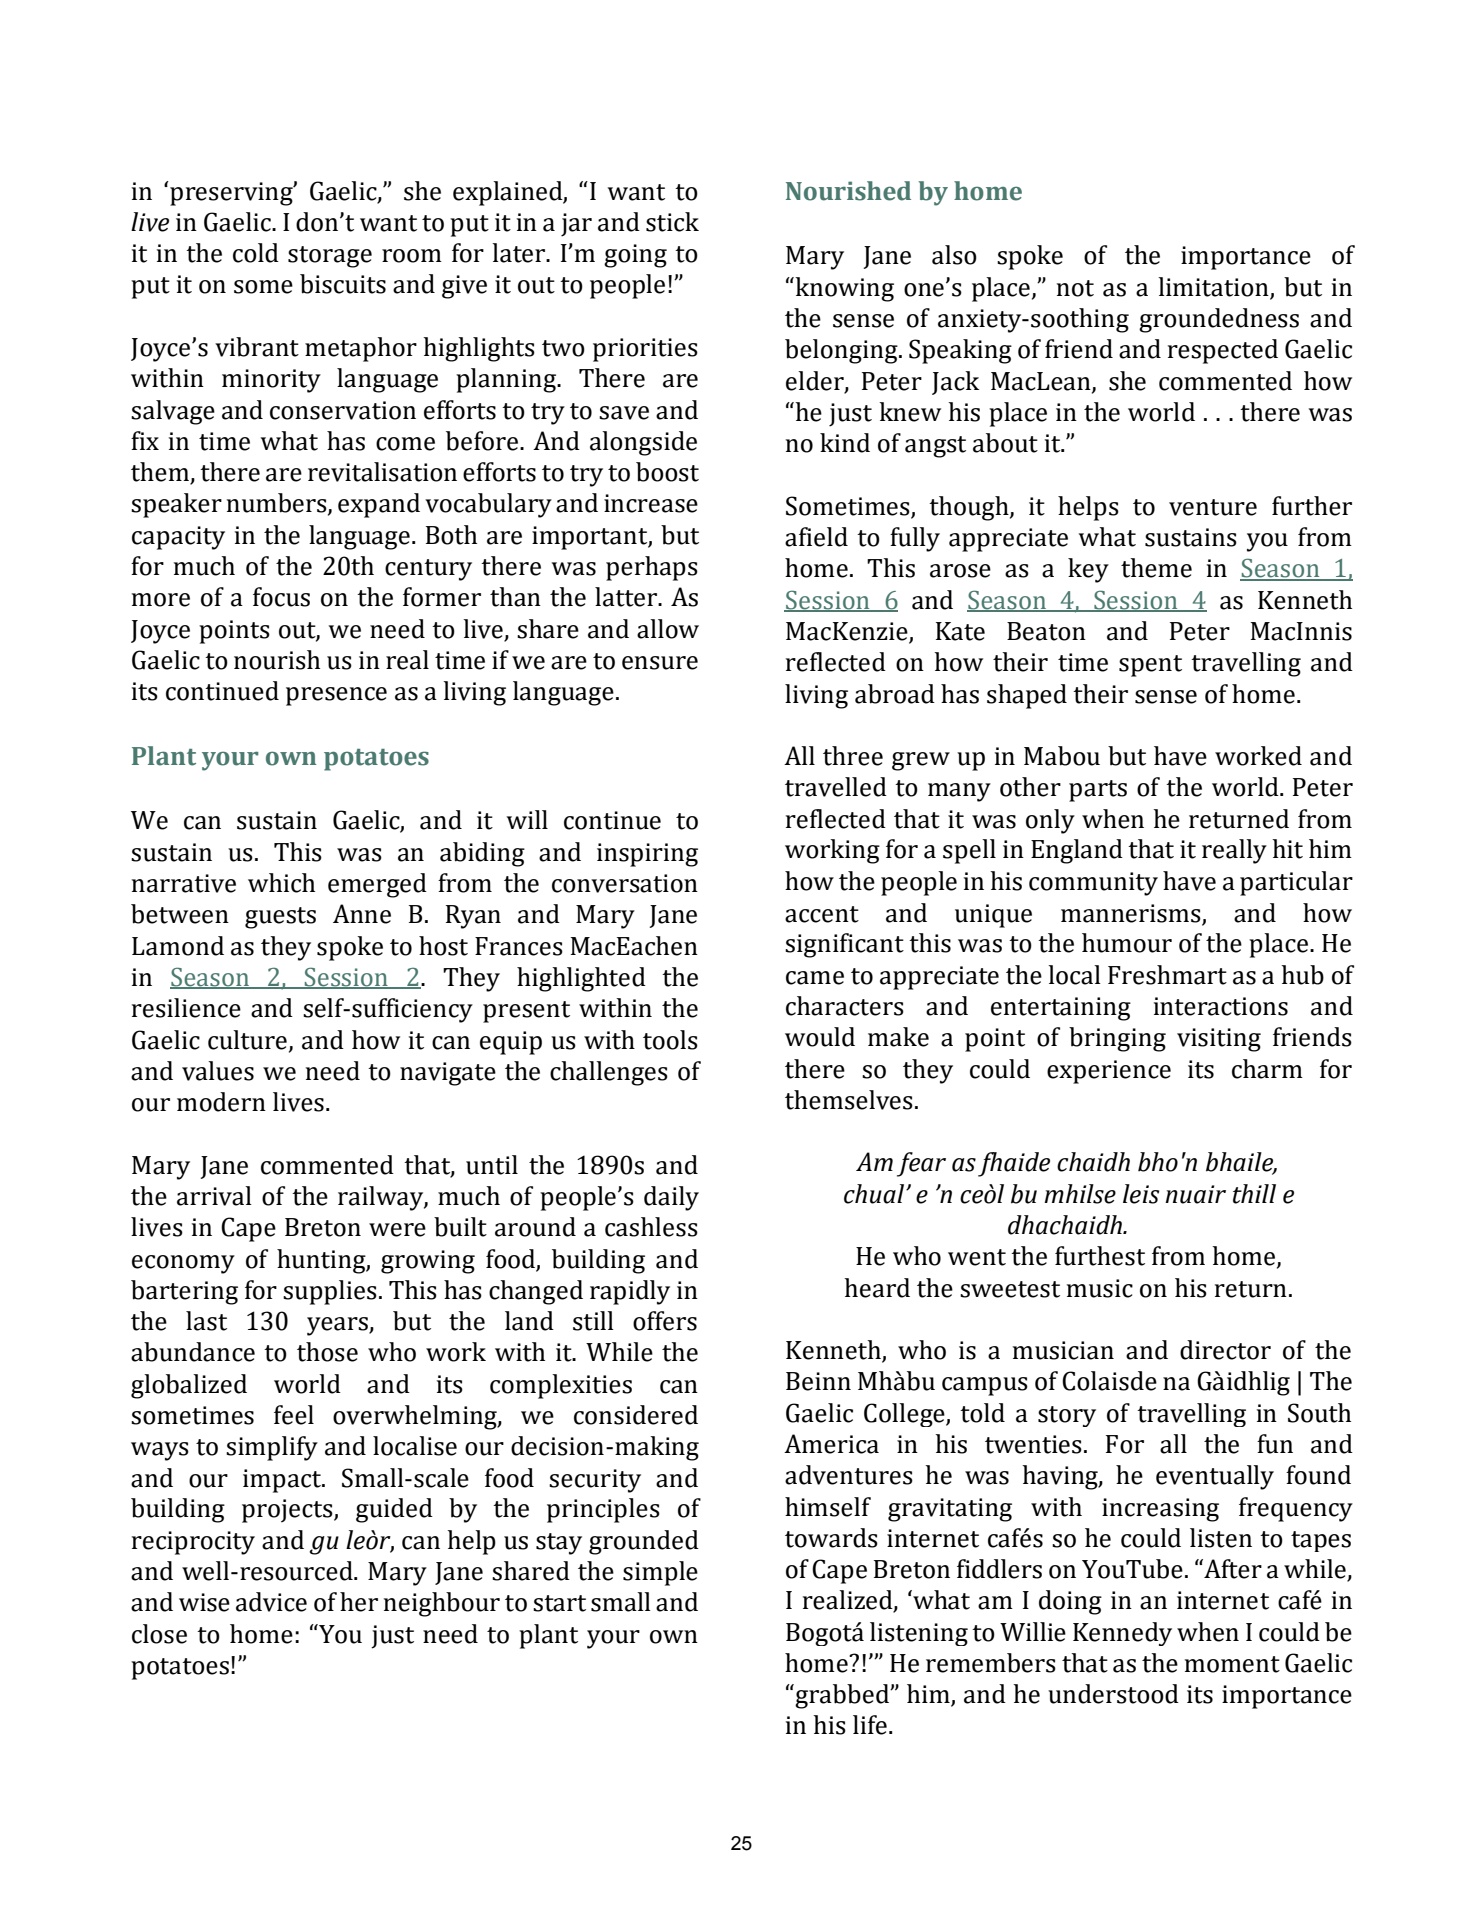 in ‘preserving’ Gaelic,” she explained, “I want to
live in Gaelic. I don’t want to put it in a jar and stick
it in the cold storage room for later. I’m going to
put it on some biscuits and give it out to people!”
Joyce’s vibrant metaphor highlights two priorities
within minority language planning. There are
salvage and conservation efforts to try to save and
fix in time what has come before. And alongside
them, there are revitalisation efforts to try to boost
speaker numbers, expand vocabulary and increase
capacity in the language. Both are important, but
for much of the 20th century there was perhaps
more of a focus on the former than the latter. As
Joyce points out, we need to live, share and allow
Gaelic to nourish us in real time if we are to ensure
its continued presence as a living language.
Plant your own potatoes
We can sustain Gaelic, and it will continue to
sustain us. This was an abiding and inspiring
narrative which emerged from the conversation
between guests Anne B. Ryan and Mary Jane
Lamond as they spoke to host Frances MacEachen
in Season 2, Session 2. They highlighted the
resilience and self-sufficiency present within the
Gaelic culture, and how it can equip us with tools
and values we need to navigate the challenges of
our modern lives.
Mary Jane commented that, until the 1890s and
the arrival of the railway, much of people’s daily
lives in Cape Breton were built around a cashless
economy of hunting, growing food, building and
bartering for supplies. This has changed rapidly in
the last 130 years, but the land still offers
abundance to those who work with it. While the
globalized world and its complexities can
sometimes feel overwhelming, we considered
ways to simplify and localise our decision-making
and our impact. Small-scale food security and
building projects, guided by the principles of
reciprocity and gu leòr, can help us stay grounded
and well-resourced. Mary Jane shared the simple
and wise advice of her neighbour to start small and
close to home: “You just need to plant your own
potatoes!”
Nourished by home
Mary Jane also spoke of the importance of
“knowing one’s place,” not as a limitation, but in
the sense of anxiety-soothing groundedness and
belonging. Speaking of friend and respected Gaelic
elder, Peter Jack MacLean, she commented how
“he just knew his place in the world . . . there was
no kind of angst about it.”
Sometimes, though, it helps to venture further
afield to fully appreciate what sustains you from
home. This arose as a key theme in Season 1,
Session 6 and Season 4, Session 4 as Kenneth
MacKenzie, Kate Beaton and Peter MacInnis
reflected on how their time spent travelling and
living abroad has shaped their sense of home.
All three grew up in Mabou but have worked and
travelled to many other parts of the world. Peter
reflected that it was only when he returned from
working for a spell in England that it really hit him
how the people in his community have a particular
accent and unique mannerisms, and how
significant this was to the humour of the place. He
came to appreciate the local Freshmart as a hub of
characters and entertaining interactions and
would make a point of bringing visiting friends
there so they could experience its charm for
themselves.
Am fear as fhaide chaidh bho'n bhaile,
chual’ e ’n ceòl bu mhilse leis nuair thill e
dhachaidh.
He who went the furthest from home,
heard the sweetest music on his return.
Kenneth, who is a musician and director of the
Beinn Mhàbu campus of Colaisde na Gàidhlig | The
Gaelic College, told a story of travelling in South
America in his twenties. For all the fun and
adventures he was having, he eventually found
himself gravitating with increasing frequency
towards internet cafés so he could listen to tapes
of Cape Breton fiddlers on YouTube. “After a while,
I realized, ‘what am I doing in an internet café in
Bogotá listening to Willie Kennedy when I could be
home?!’” He remembers that as the moment Gaelic
“grabbed” him, and he understood its importance
in his life.
25